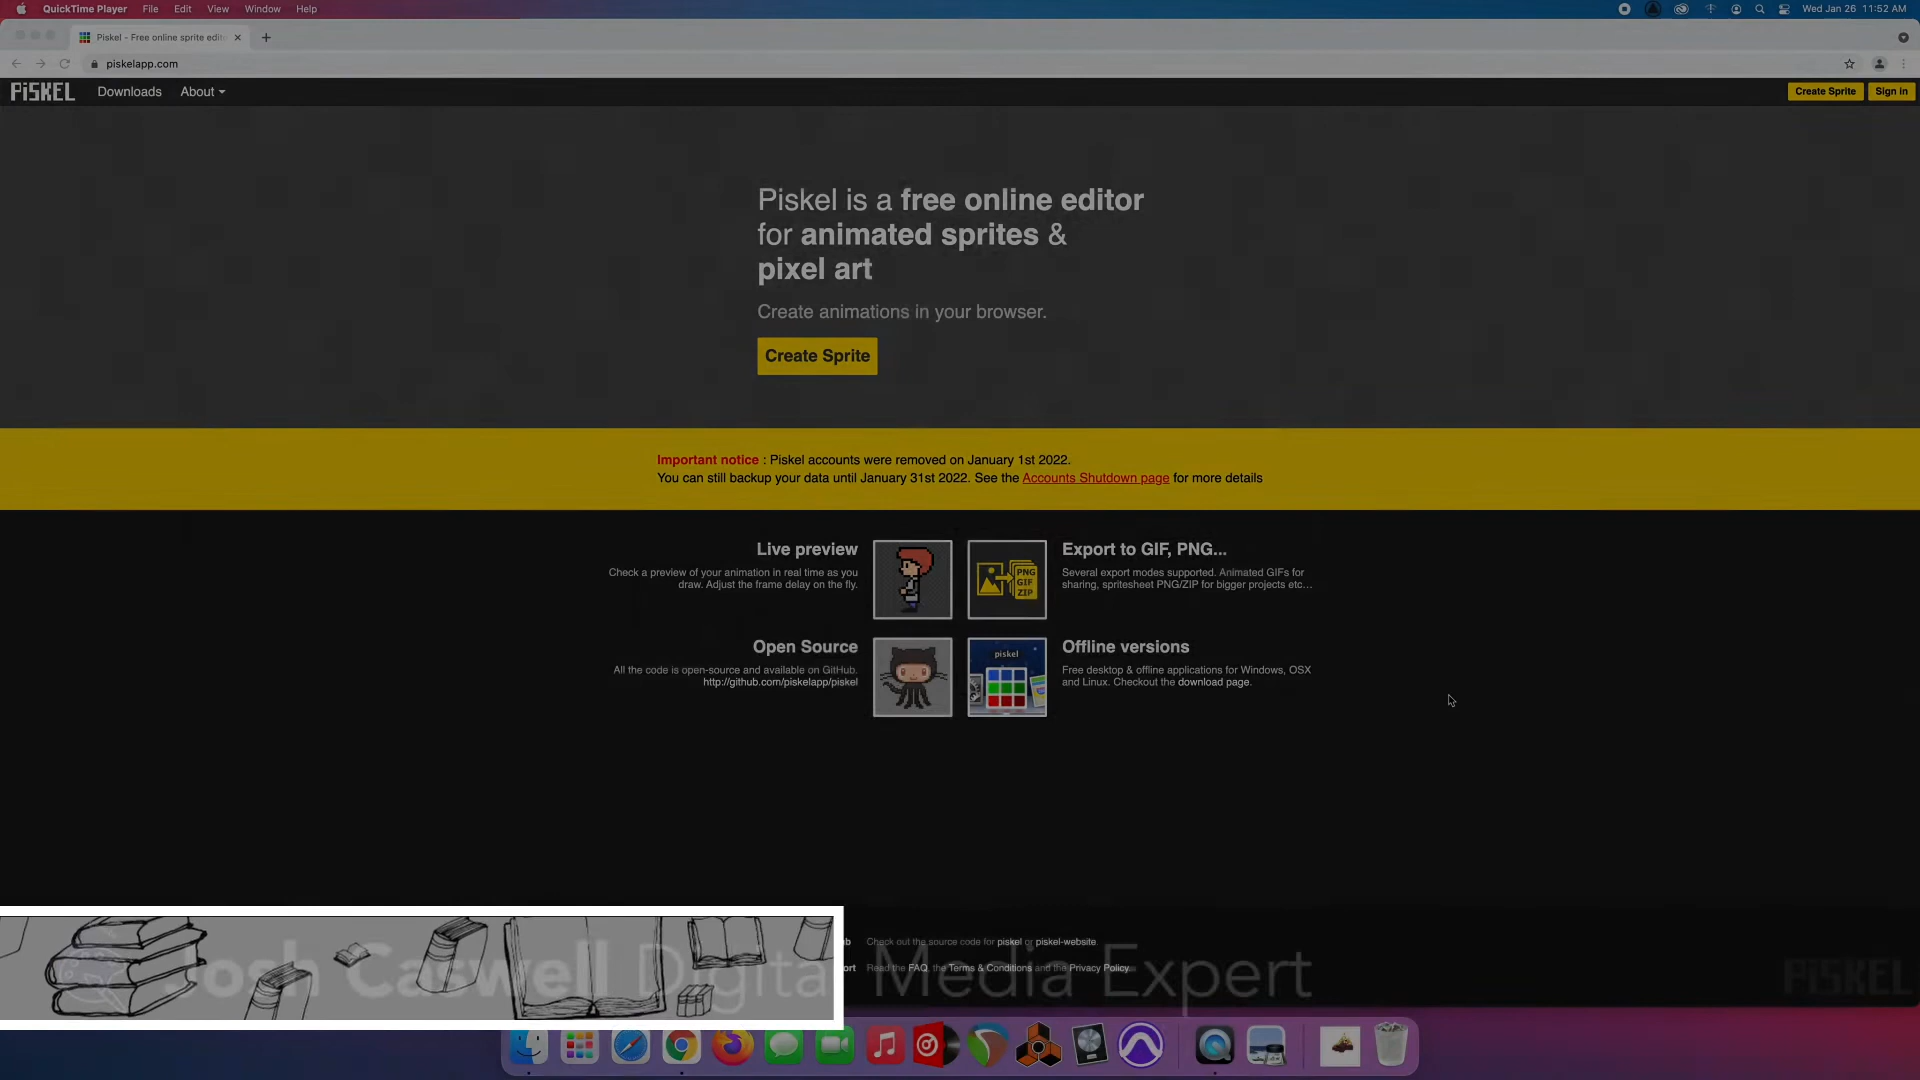 QuickTime Player File Edit View Window Help
Wed Jan 26 11:52 AM
Piskel - Free online sprite edit
piskelapp.com
PiSKEL Downloads About
Create Sprite Sign in
Piskel is a free online editor
for animated sprites &
pixel art
Create animations in your browser.
Create Sprite
Important notice : Piskel accounts were removed on January 1st 2022.
You can still backup your data until January 31st 2022. See the Accounts Shutdown page for more details
Live preview
Check a preview of your animation in real time as you
draw. Adjust the frame delay on the fly.
Export to GIF, PNG...
Several export modes supported. Animated GIFs for
sharing, spritesheet PNG/ZIP for bigger projects etc...
PNG
GIF
ZIP
Open Source
All the code is open-source and available on GitHub.
http://github.com/piskelapp/piskel
piskel
Offline versions
Free desktop & offline applications for Windows, OSX
and Linux. Checkout the download page.
Check out the source code for piskel or piskel-website
Read the FAQ, the Terms & Conditions and the Privacy Policy
Josh Caswell Digital Media Expert
PiSKEL